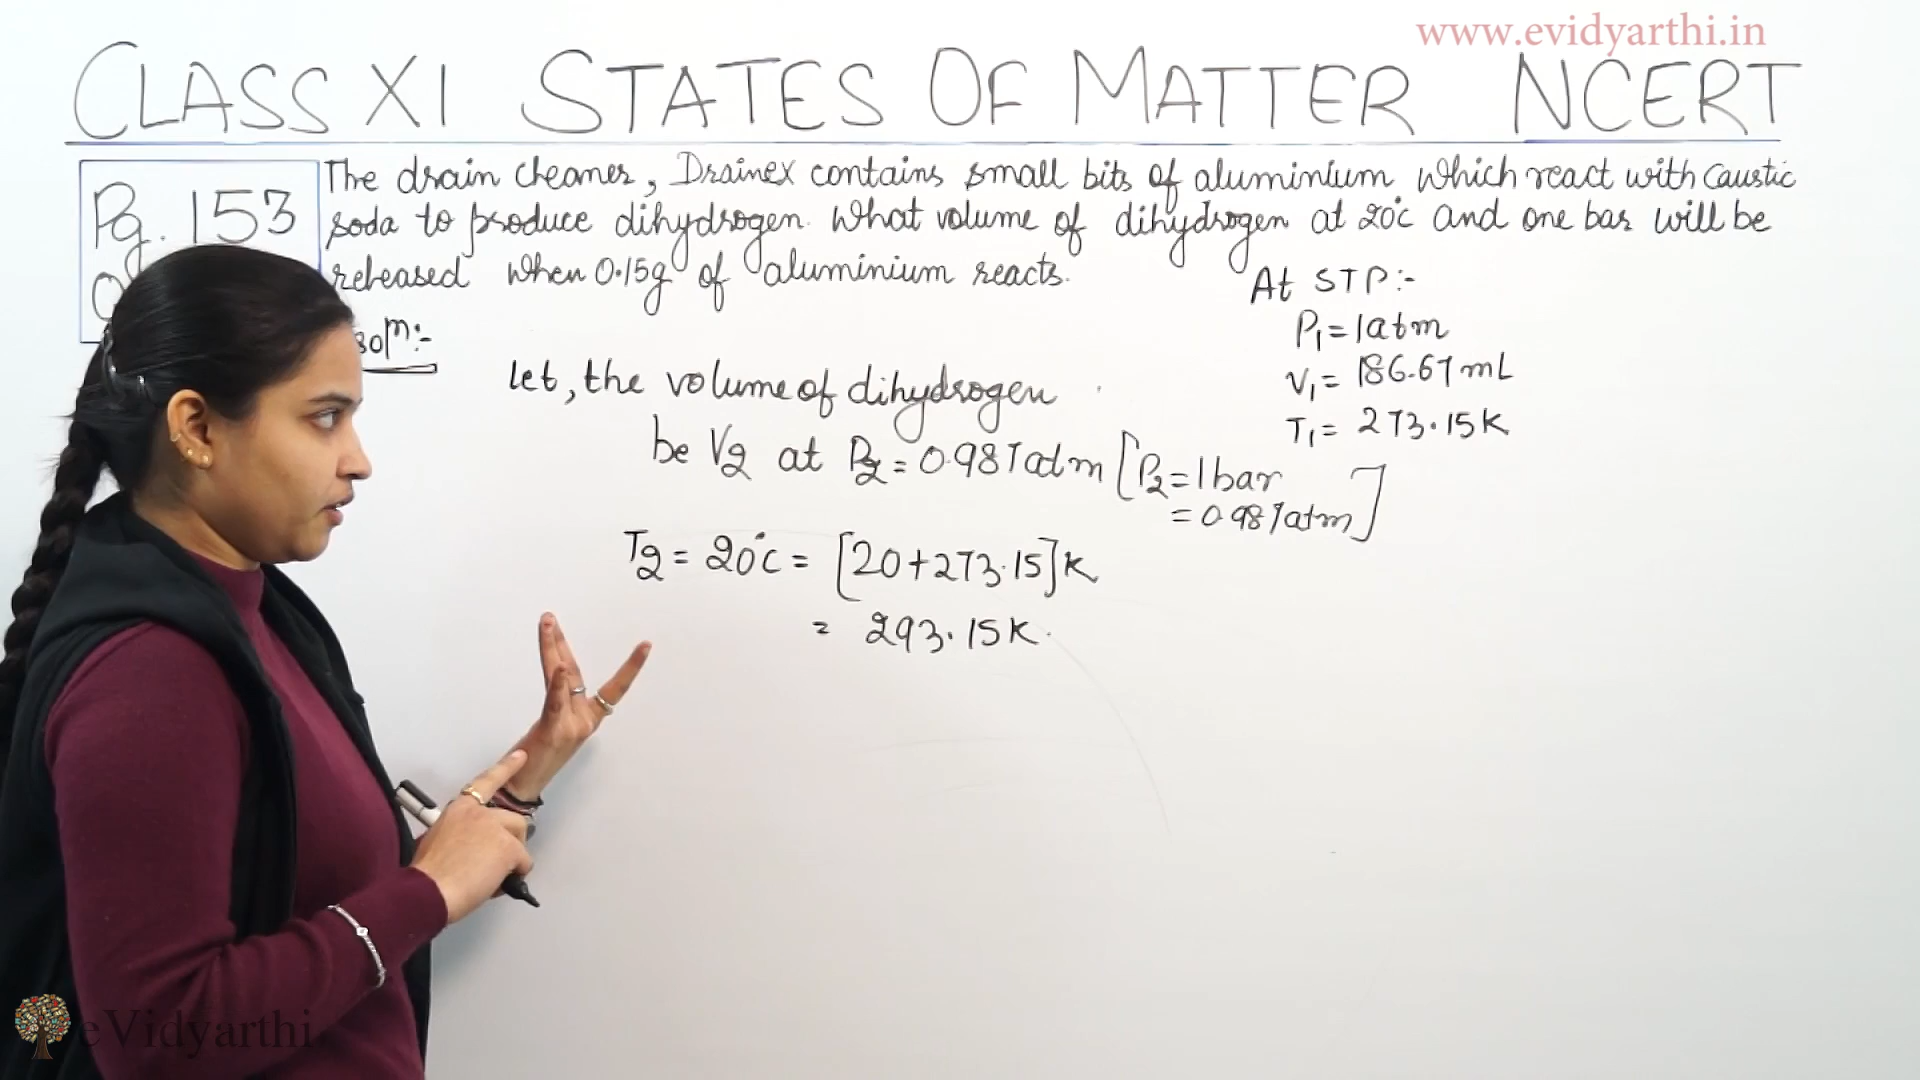 www.evidyarthi.in
CLASS XI STATES OF MATTER NCERT
Pg. 153
The drain cleaner, Drainex contains small bits of aluminium which react with caustic
soda to produce dihydrogen. What volume of dihydrogen at 20°c and one bar will be
released when 0.15g of aluminium reacts.
Solⁿ:-
At STP:-
P₁ = 1atm
V₁ = 186.67mL
T₁ = 273.15K
Let, the volume of dihydrogen
be V₂ at P₂ = 0.987atm [P₂ = 1bar
= 0.987atm]
T₂ = 20°c = [20+273.15]K
= 293.15K.
eVidyarthi